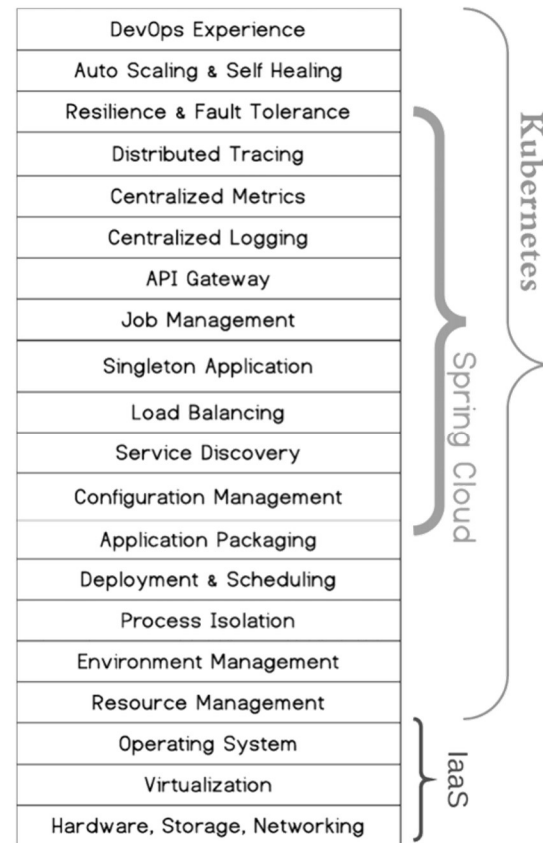 DevOps Experience
Auto Scaling & Self Healing
Resilience & Fault Tolerance
Distributed Tracing
Centralized Metrics
Centralized Logging
API Gateway
Job Management
Singleton Application
Load Balancing
Service Discovery
Configuration Management
Application Packaging
Deployment & Scheduling
Process Isolation
Environment Management
Resource Management
Operating System
Virtualization
Hardware, Storage, Networking
Spring Cloud
Kubernetes
IaaS